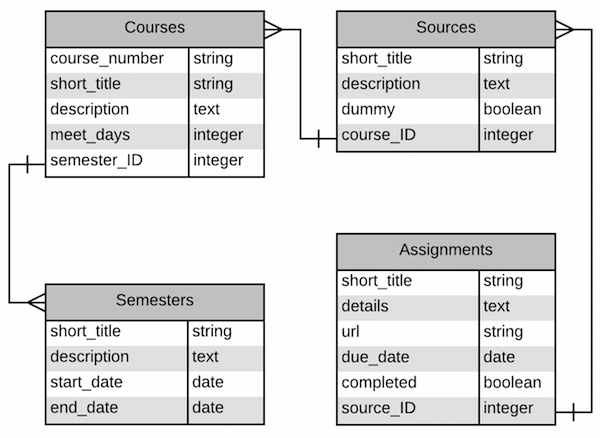 Courses
course_number string
short_title string
description text
meet_days integer
semester_ID integer
Sources
short_title string
description text
dummy boolean
course_ID integer
Semesters
short_title string
description text
start_date date
end_date date
Assignments
short_title string
details text
url string
due_date date
completed boolean
source_ID integer